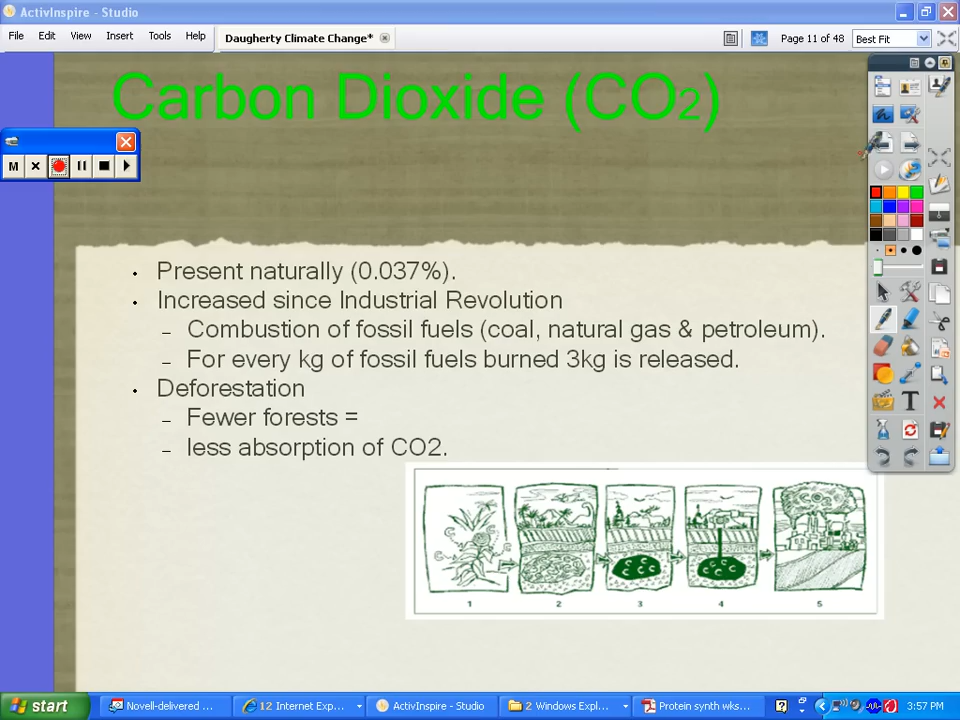 ActivInspire - Studio
File Edit View Insert Tools Help Daugherty Climate Change* Page 11 of 48 Best Fit
Carbon Dioxide (CO2)
M
• Present naturally (0.037%).
• Increased since Industrial Revolution
– Combustion of fossil fuels (coal, natural gas & petroleum).
– For every kg of fossil fuels burned 3kg is released.
• Deforestation
– Fewer forests =
– less absorption of CO2.
CO2
1 2 3 4 5
start Novell-delivered ... 12 Internet Exp... ActivInspire - Studio 2 Windows Expl... Protein synth wks... 3:57 PM